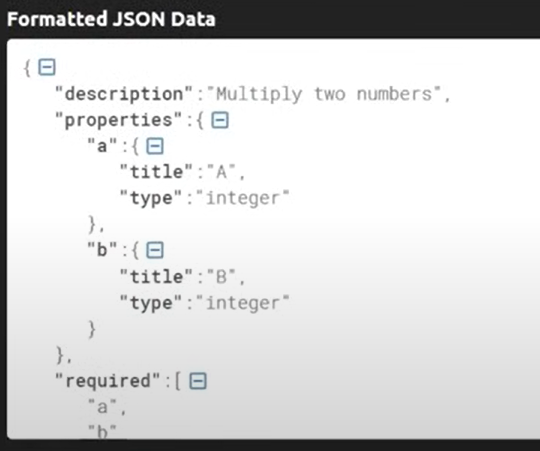 Formatted JSON Data
{
"description":"Multiply two numbers",
"properties":{
"a":{
"title":"A",
"type":"integer"
},
"b":{
"title":"B",
"type":"integer"
}
},
"required":[
"a",
"b"